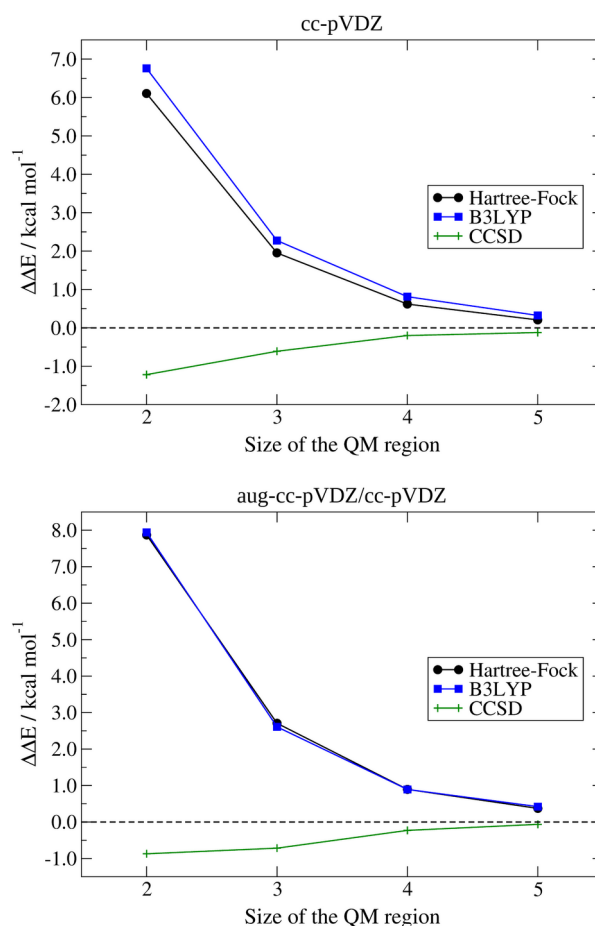 cc-pVDZ
7.0
6.0
5.0
4.0
3.0
2.0
1.0
0.0
-1.0
-2.0
ΔΔE / kcal mol⁻¹
Hartree-Fock
B3LYP
CCSD
2 3 4 5
Size of the QM region
aug-cc-pVDZ/cc-pVDZ
8.0
7.0
6.0
5.0
4.0
3.0
2.0
1.0
0.0
-1.0
ΔΔE / kcal mol⁻¹
Hartree-Fock
B3LYP
CCSD
2 3 4 5
Size of the QM region